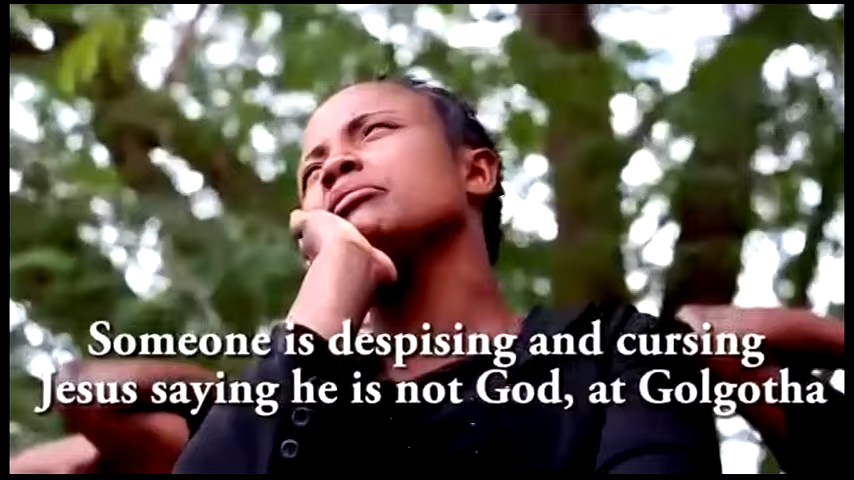 Someone is despising and cursing
Jesus saying he is not God, at Golgotha